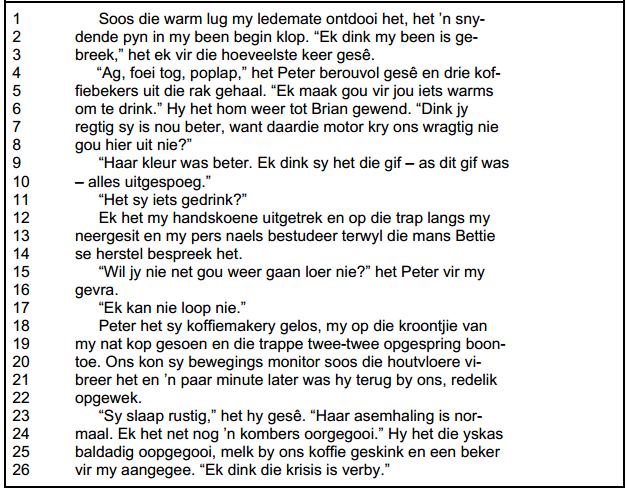 1 Soos die warm lug my ledemate ontdooi het, het ’n sny-
2 dende pyn in my been begin klop. “Ek dink my been is ge-
3 breek,” het ek vir die hoeveelste keer gesê.
4 “Ag, foei tog, poplap,” het Peter berouvol gesê en drie kof-
5 fiebekers uit die rak gehaal. “Ek maak gou vir jou iets warms
6 om te drink.” Hy het hom weer tot Brian gewend. “Dink jy
7 regtig sy is nou beter, want daardie motor kry ons wragtig nie
8 gou hier uit nie?”
9 “Haar kleur was beter. Ek dink sy het die gif – as dit gif was
10 – alles uitgespoeg.”
11 “Het sy iets gedrink?”
12 Ek het my handskoene uitgetrek en op die trap langs my
13 neergesit en my pers naels bestudeer terwyl die mans Bettie
14 se herstel bespreek het.
15 “Wil jy nie net gou weer gaan loer nie?” het Peter vir my
16 gevra.
17 “Ek kan nie loop nie.”
18 Peter het sy koffiemakery gelos, my op die kroontjie van
19 my nat kop gesoen en die trappe twee-twee opgespring boon-
20 toe. Ons kon sy bewegings monitor soos die houtvloere vi-
21 breer het en ’n paar minute later was hy terug by ons, redelik
22 opgewek.
23 “Sy slaap rustig,” het hy gesê. “Haar asemhaling is nor-
24 maal. Ek het net nog ’n kombers oorgegooi.” Hy het die yskas
25 baldadig oopgegooi, melk by ons koffie geskink en een beker
26 vir my aangegee. “Ek dink die krisis is verby.”